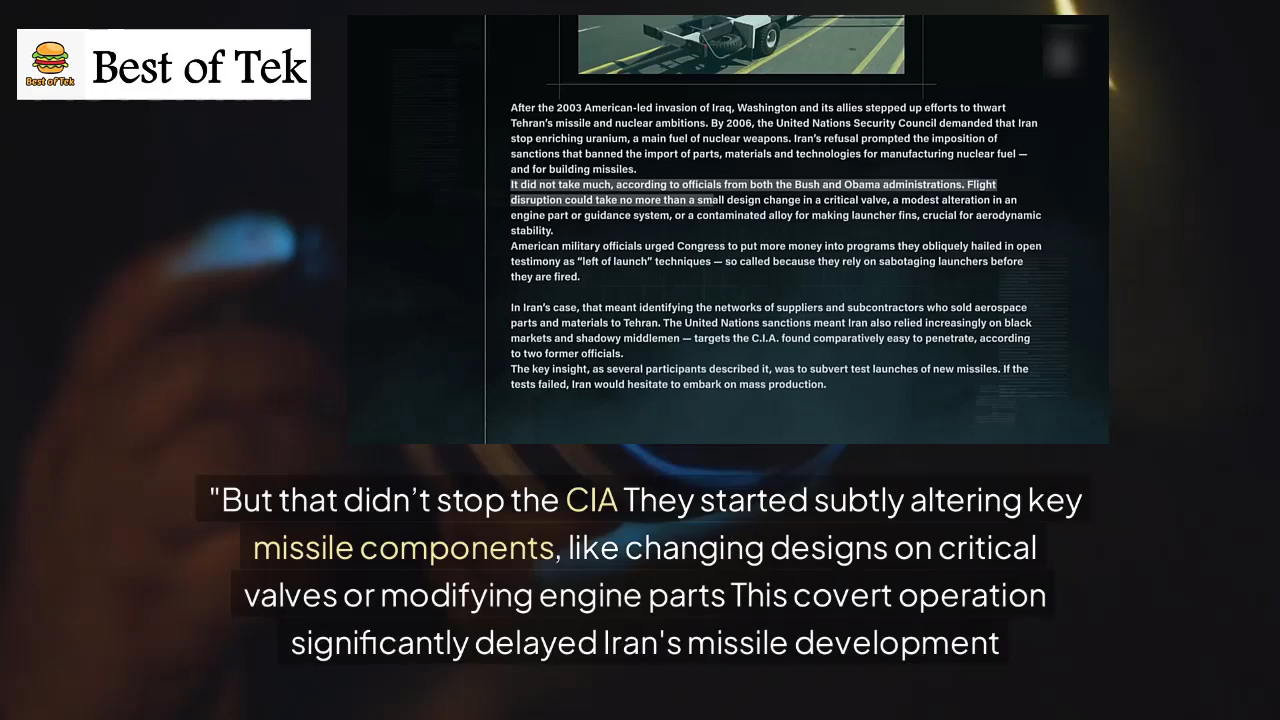 Best of Tek
Best of Tek
After the 2003 American-led invasion of Iraq, Washington and its allies stepped up efforts to thwart
Tehran's missile and nuclear ambitions. By 2006, the United Nations Security Council demanded that Iran
stop enriching uranium, a main fuel of nuclear weapons. Iran's refusal prompted the imposition of
sanctions that banned the import of parts, materials and technologies for manufacturing nuclear fuel —
and for building missiles.
It did not take much, according to officials from both the Bush and Obama administrations. Flight
disruption could take no more than a small design change in a critical valve, a modest alteration in an
engine part or guidance system, or a contaminated alloy for making launcher fins, crucial for aerodynamic
stability.
American military officials urged Congress to put more money into programs they obliquely hailed in open
testimony as “left of launch” techniques — so called because they rely on sabotaging launchers before
they are fired.
In Iran's case, that meant identifying the networks of suppliers and subcontractors who sold aerospace
parts and materials to Tehran. The United Nations sanctions meant Iran also relied increasingly on black
markets and shadowy middlemen — targets the C.I.A. found comparatively easy to penetrate, according
to two former officials.
The key insight, as several participants described it, was to subvert test launches of new missiles. If the
tests failed, Iran would hesitate to embark on mass production.
"But that didn’t stop the CIA They started subtly altering key
missile components, like changing designs on critical
valves or modifying engine parts This covert operation
significantly delayed Iran's missile development